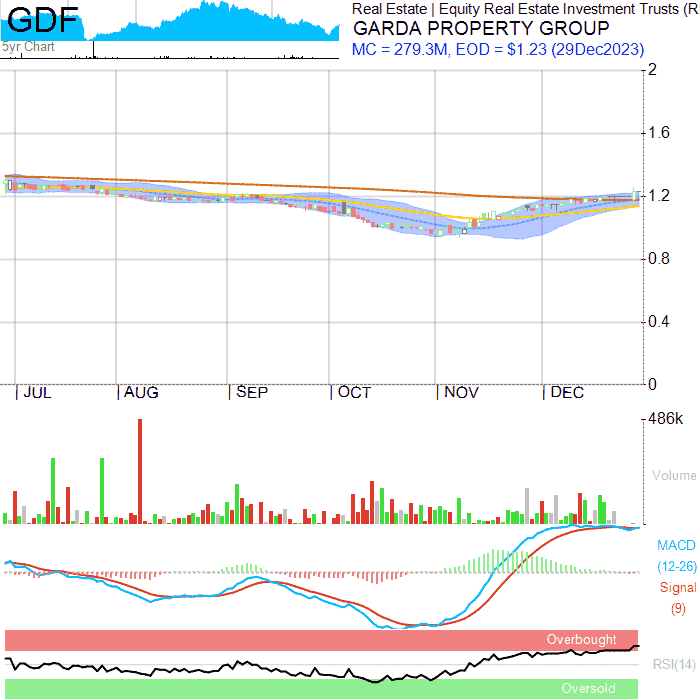 GDF
5yr Chart
Real Estate | Equity Real Estate Investment Trusts (R
GARDA PROPERTY GROUP
MC = 279.3M, EOD = $1.23 (29Dec2023)
2
1.6
1.2
0.8
0.4
0
JUL AUG SEP OCT NOV DEC
486k
Volume
MACD
(12-26)
Signal
(9)
Overbought
RSI(14)
Oversold